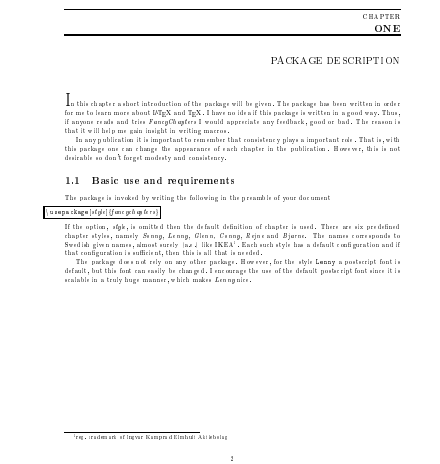 CHAPTER
ONE
PACKAGE DESCRIPTION
In this chapter a short introduction of the package will be given. The package has been written in order
for me to learn more about LaTeX and TeX. I have no idea if this package is written in a good way. Thus,
if anyone reads and tries FancyChapters I would appreciate any feedback, good or bad. The reason is
that it will help me gain insight in writing macros.
In any publication it is important to remember that consistency plays a important role. That is, with
this package one can change the appearance of each chapter in the publication. However, this is not
desirable so don't forget modesty and consistency.
1.1 Basic use and requirements
The package is invoked by writing the following in the preamble of your document
\usepackage[style]{fancychapters}
If the option, style, is omitted then the default definition of chapter is used. There are six predefined
chapter styles, namely Sonny, Lenny, Glenn, Conny, Rejne and Bjarne. The names corresponds to
Swedish given names, almost surely (a.s.) like IKEA¹. Each such style has a default configuration and if
that configuration is sufficient, then this is all that is needed.
The package does not rely on any other package. However, for the style Lenny a postscript font is
default, but this font can easily be changed. I encourage the use of the default postscript font since it is
scalable in a truly huge manner, which makes Lenny nice.
¹reg. trademark of Ingvar Kamprad Elmhult Aktiebolag
2